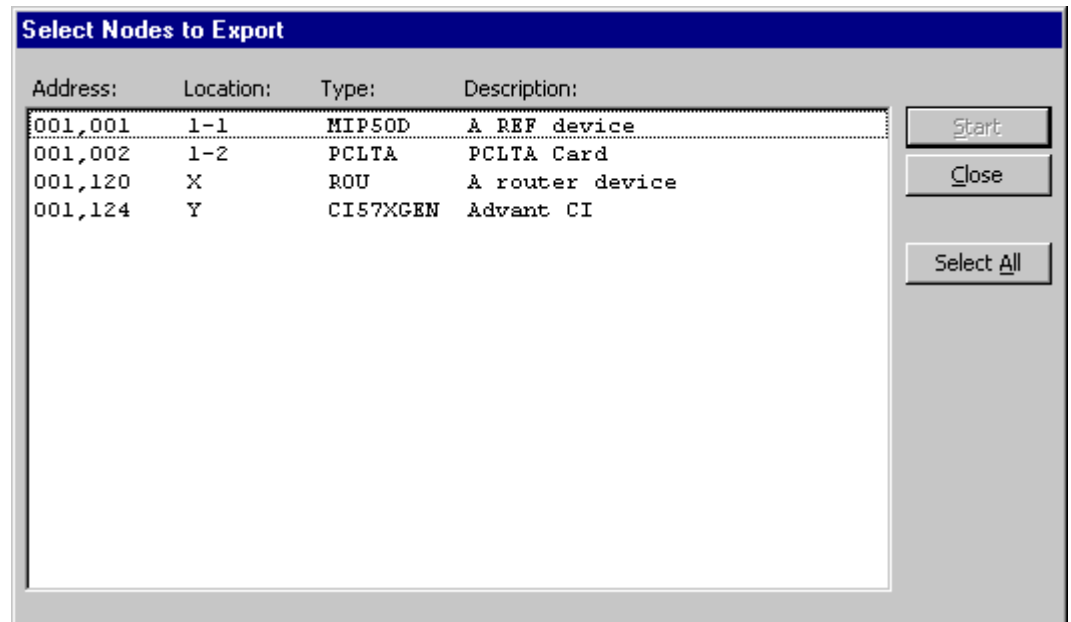 Select Nodes to Export
Address: Location: Type: Description:
001,001 1-1 MIP50D A REF device
001,002 1-2 PCLTA PCLTA Card
001,120 X ROU A router device
001,124 Y CI57XGEN Advant CI
Start
Close
Select All